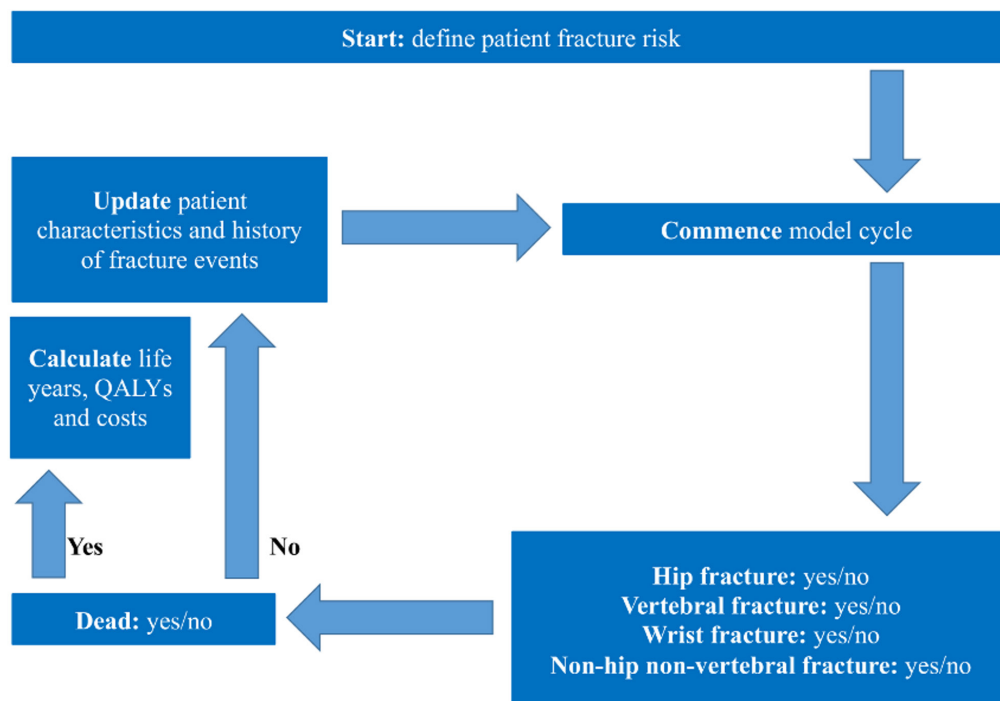 Start: define patient fracture risk
Update patient
characteristics and history
of fracture events
Commence model cycle
Calculate life
years, QALYs
and costs
Yes
No
Hip fracture: yes/no
Vertebral fracture: yes/no
Wrist fracture: yes/no
Non-hip non-vertebral fracture: yes/no
Dead: yes/no